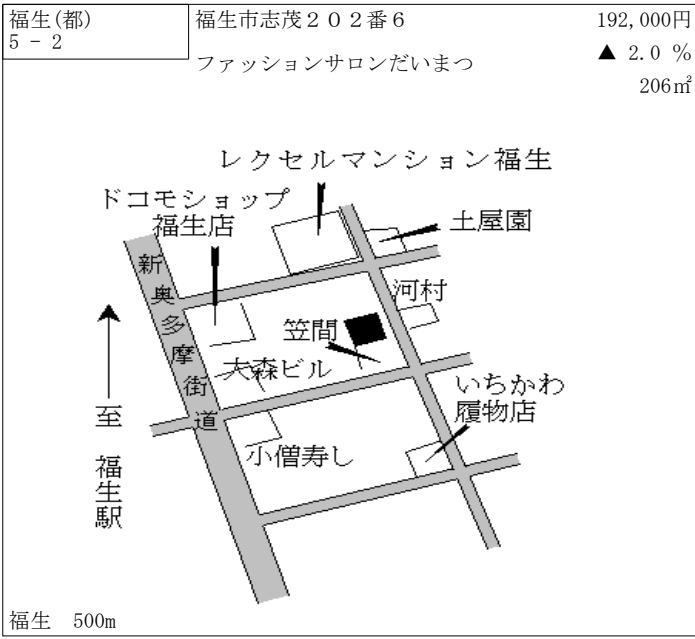 福生(都)
5 － 2
福生市志茂２０２番６
ファッションサロンだいまつ
192,000円
▲ 2.0 %
206㎡
レクセルマンション福生
ドコモショップ
福生店
土屋園
新奥多摩街道
河村
笠間
大森ビル
いちかわ
履物店
小僧寿し
至 福生駅
福生　500m